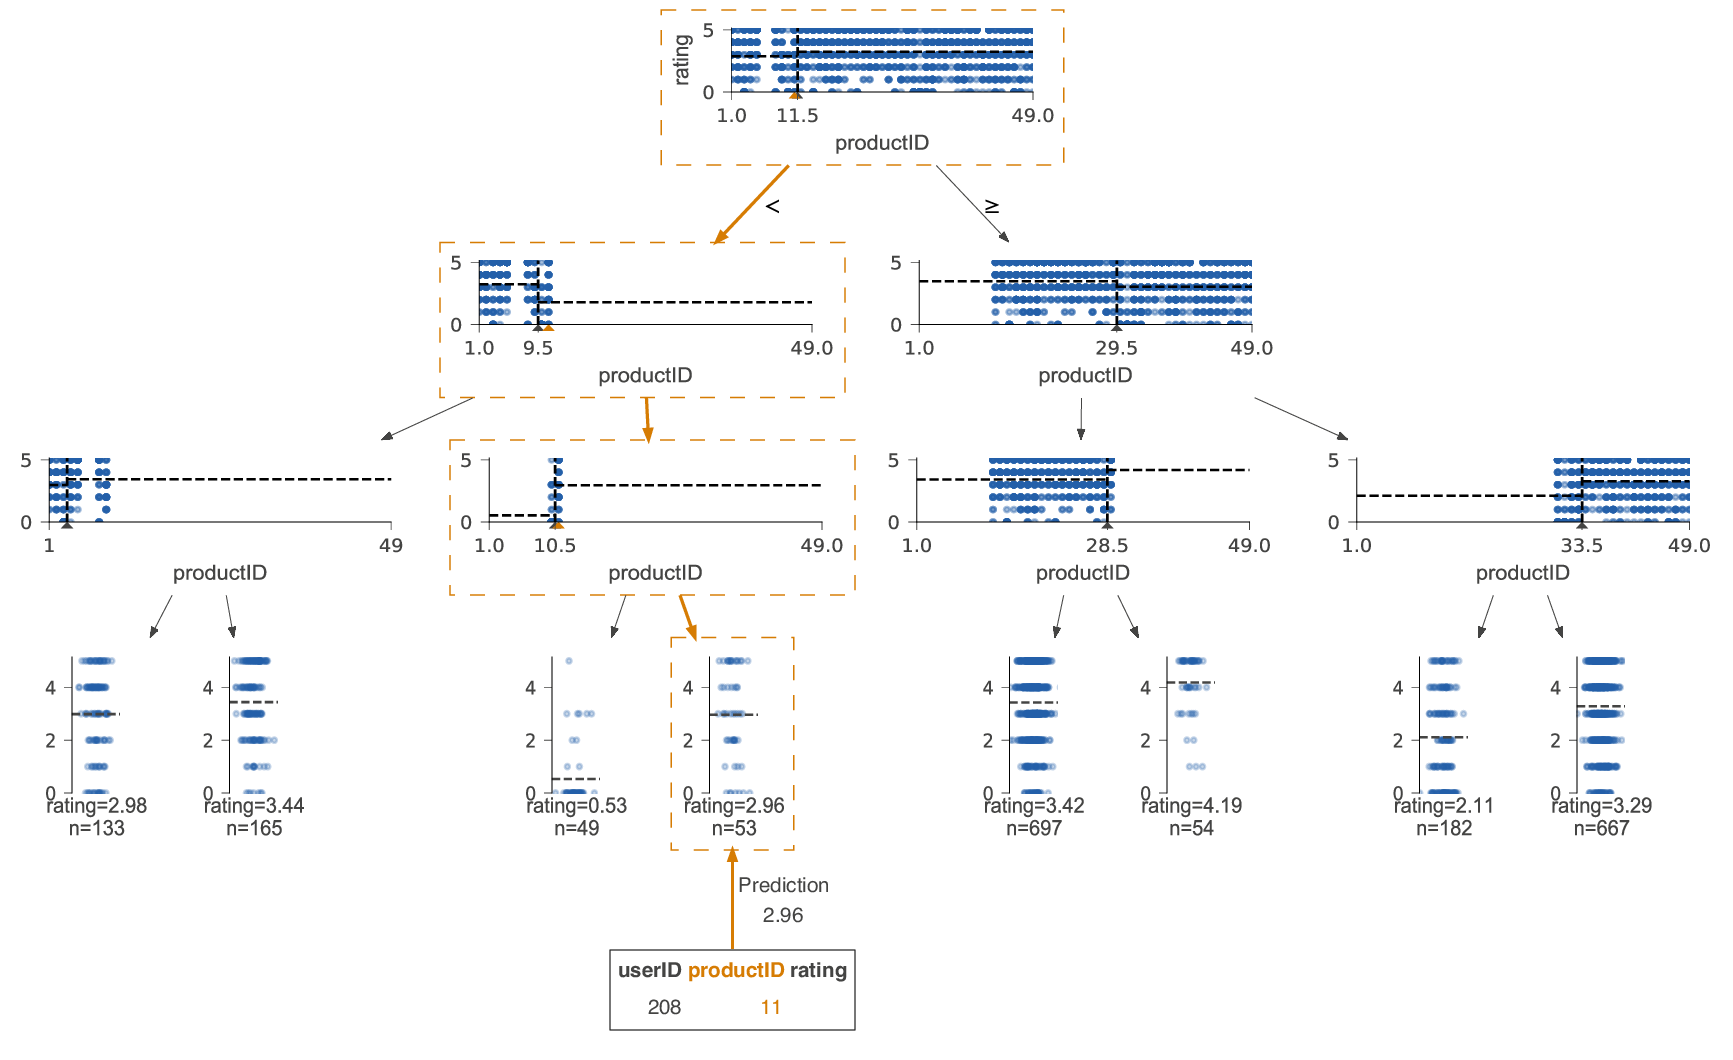 rating
5
0
1.0 11.5 49.0
productID
< ≥
5
0
1.0 9.5 49.0
productID
5
0
1.0 29.5 49.0
productID
5
0
1 49
productID
5
0
1.0 10.5 49.0
productID
5
0
1.0 28.5 49.0
productID
5
0
1.0 33.5 49.0
productID
4
2
0
rating=2.98
n=133
4
2
0
rating=3.44
n=165
4
2
0
rating=0.53
n=49
4
2
0
rating=2.96
n=53
4
2
0
rating=3.42
n=697
4
2
0
rating=4.19
n=54
4
2
0
rating=2.11
n=182
4
2
0
rating=3.29
n=667
Prediction
2.96
userID productID rating
208 11